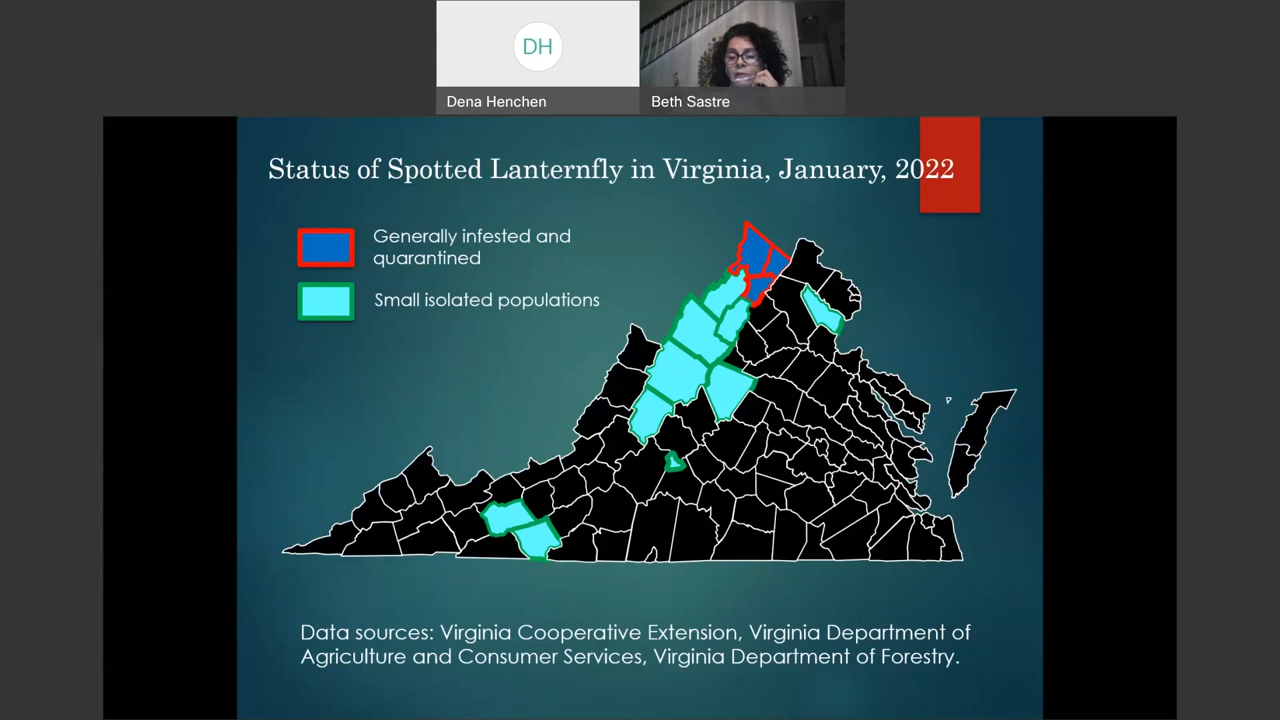 DH
Dena Henchen
Beth Sastre
Status of Spotted Lanternfly in Virginia, January, 2022
Generally infested and
quarantined
Small isolated populations
Data sources: Virginia Cooperative Extension, Virginia Department of
Agriculture and Consumer Services, Virginia Department of Forestry.